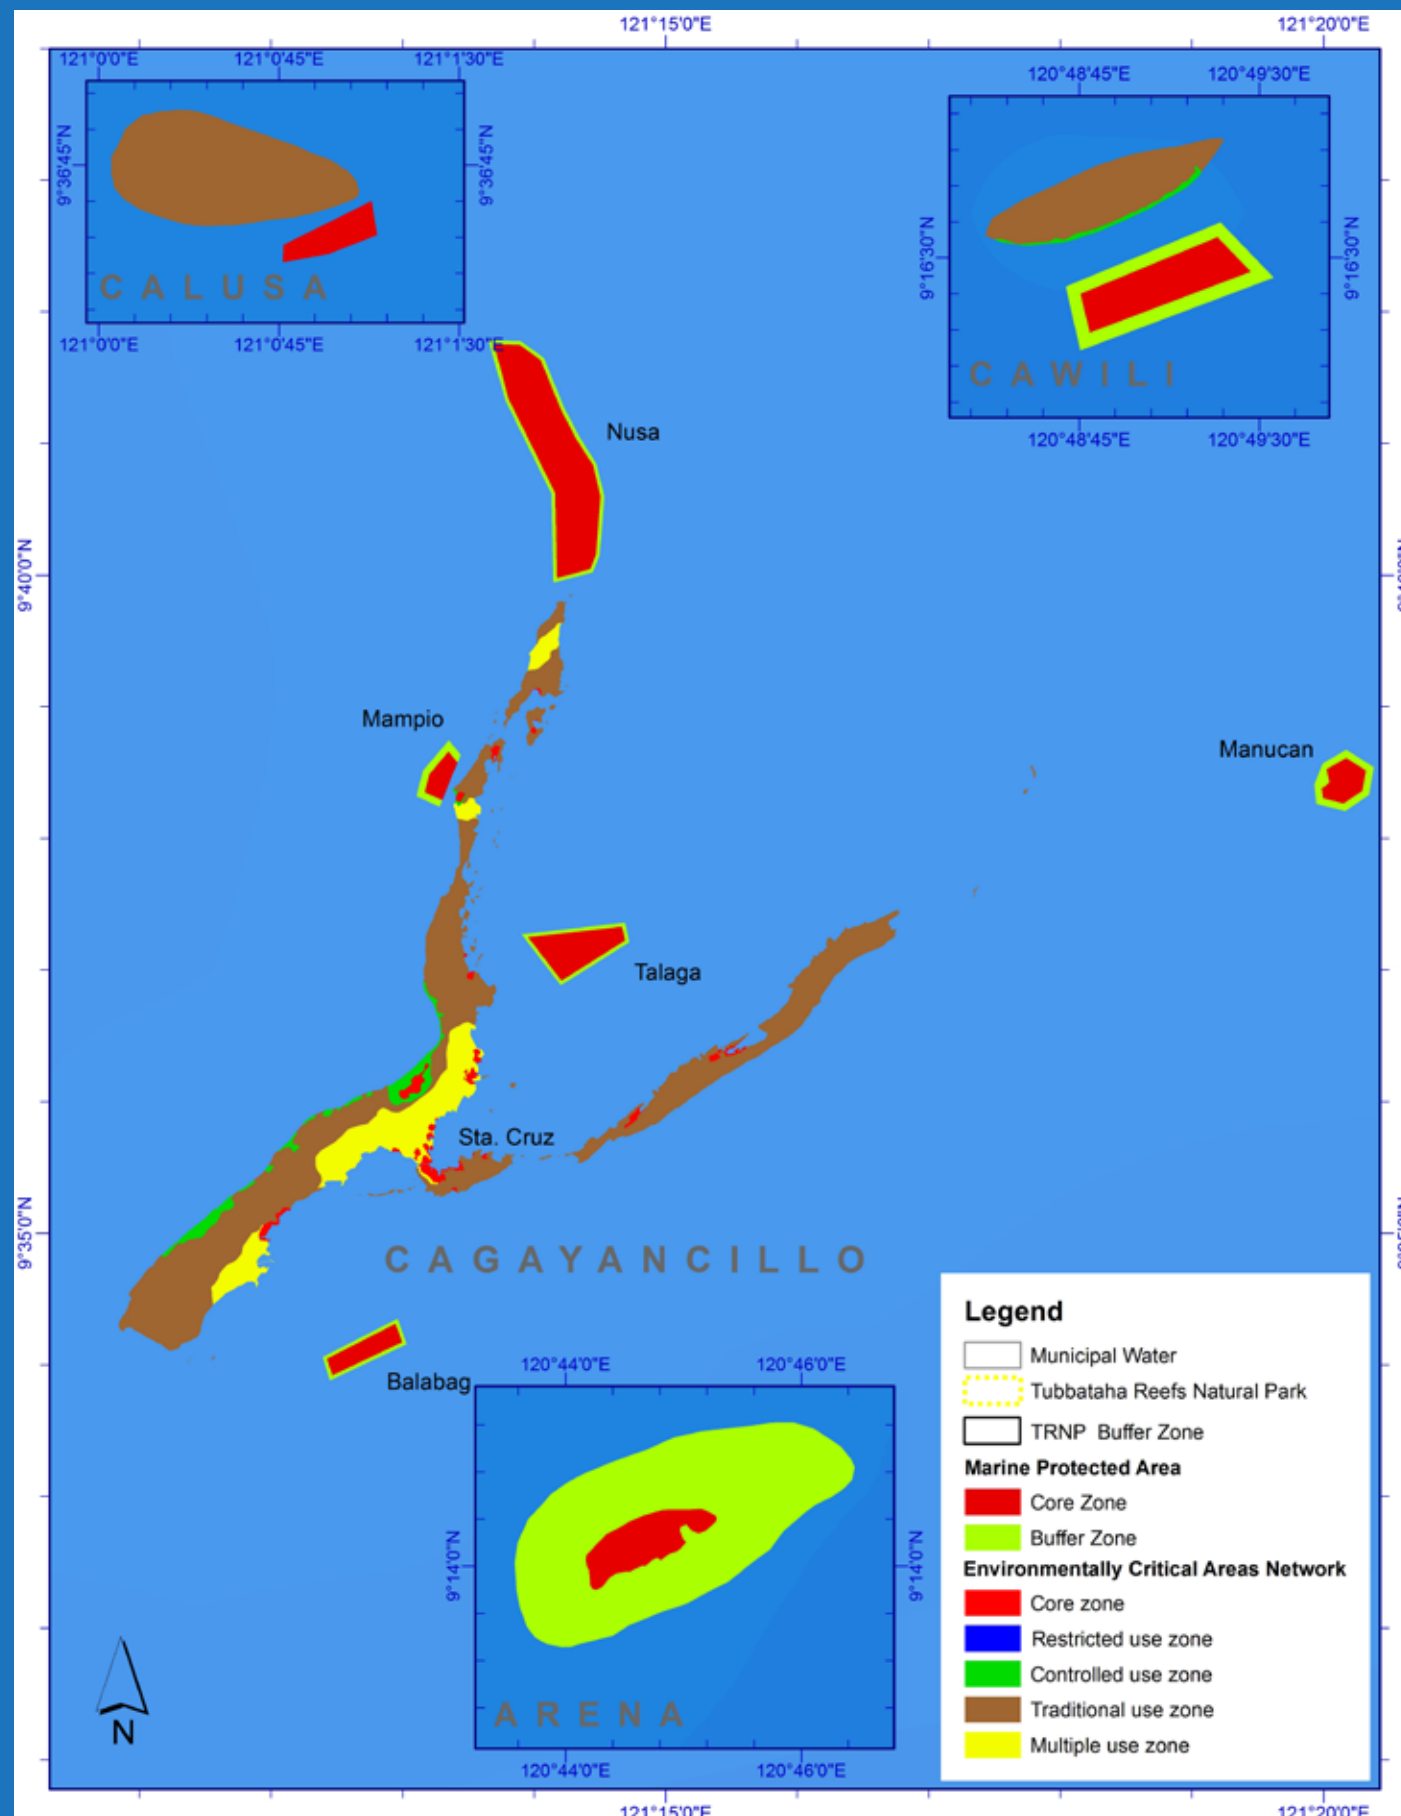 121°15'0"E
121°20'0"E
121°0'0"E
121°0'45"E
121°1'30"E
120°48'45"E
120°49'30"E
9°36'45"N
9°36'45"N
CALUSA
9°16'30"N
9°16'30"N
CAWILI
121°0'0"E
121°0'45"E
121°1'30"E
120°48'45"E
120°49'30"E
Nusa
9°40'0"N
Mampio
Manucan
Talaga
Sta. Cruz
9°35'0"N
CAGAYANCILLO
Balabag
120°44'0"E
120°46'0"E
9°14'0"N
9°14'0"N
ARENA
120°44'0"E
120°46'0"E
N
Legend
Municipal Water
Tubbataha Reefs Natural Park
TRNP Buffer Zone
Marine Protected Area
Core Zone
Buffer Zone
Environmentally Critical Areas Network
Core zone
Restricted use zone
Controlled use zone
Traditional use zone
Multiple use zone
121°15'0"E
121°20'0"E